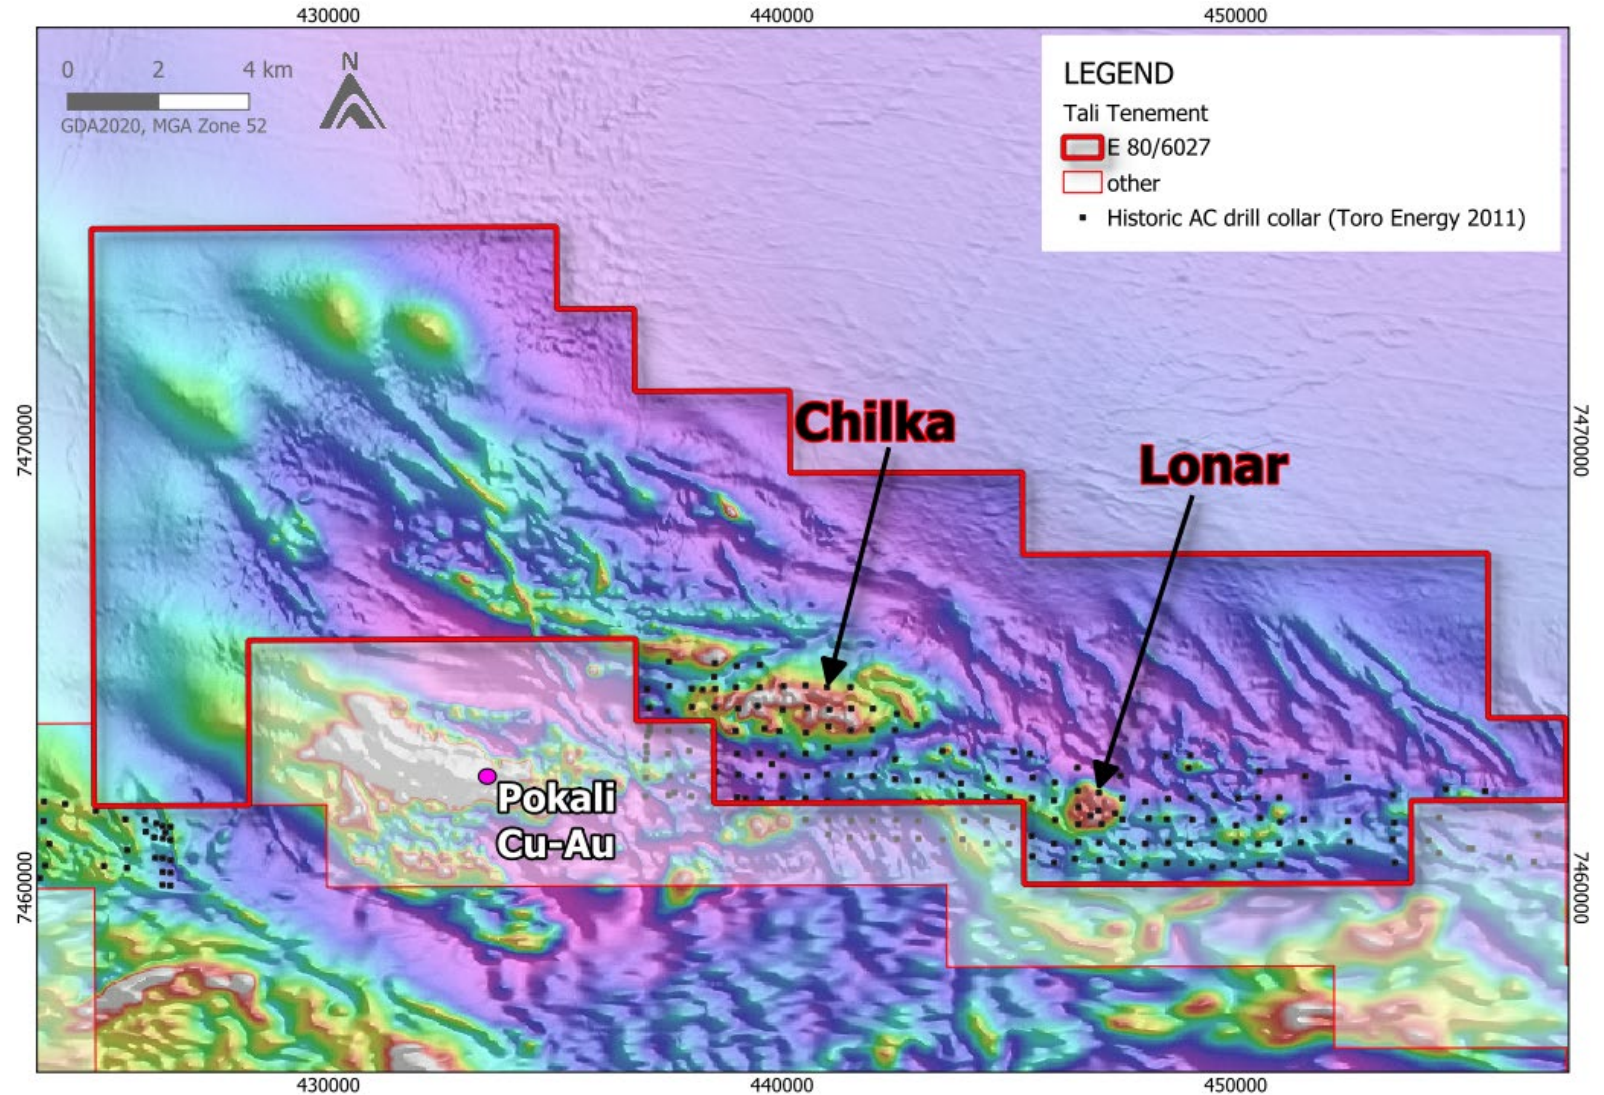 430000 440000 450000
0 2 4 km
N
GDA2020, MGA Zone 52
LEGEND
Tali Tenement
E 80/6027
other
Historic AC drill collar (Toro Energy 2011)
Chilka
Lonar
7470000 7470000
Pokali
Cu-Au
7460000 7460000
430000 440000 450000